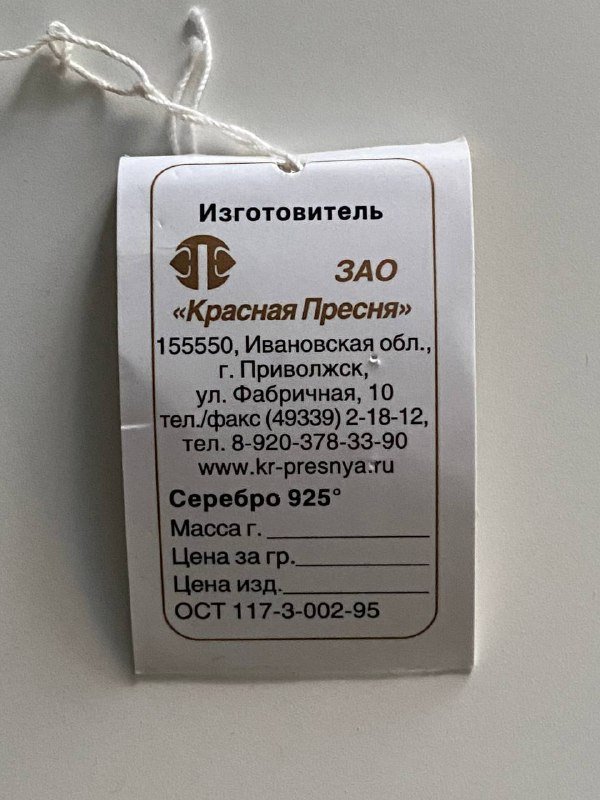 Изготовитель
ЗАО
«Красная Пресня»
155550, Ивановская обл.,
г. Приволжск,
ул. Фабричная, 10
тел./факс (49339) 2-18-12,
тел. 8-920-378-33-90
www.kr-presnya.ru
Серебро 925°
Масса г.
Цена за гр.
Цена изд.
ОСТ 117-3-002-95